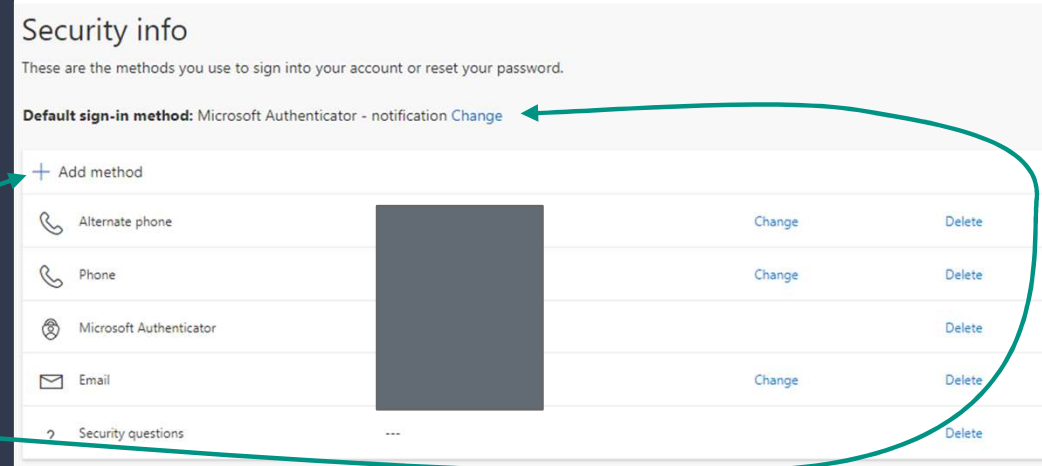 Security info
These are the methods you use to sign into your account or reset your password.
Default sign-in method: Microsoft Authenticator - notification Change
+ Add method
Alternate phone Change Delete
Phone Change Delete
Microsoft Authenticator Delete
Email Change Delete
? Security questions --- Delete